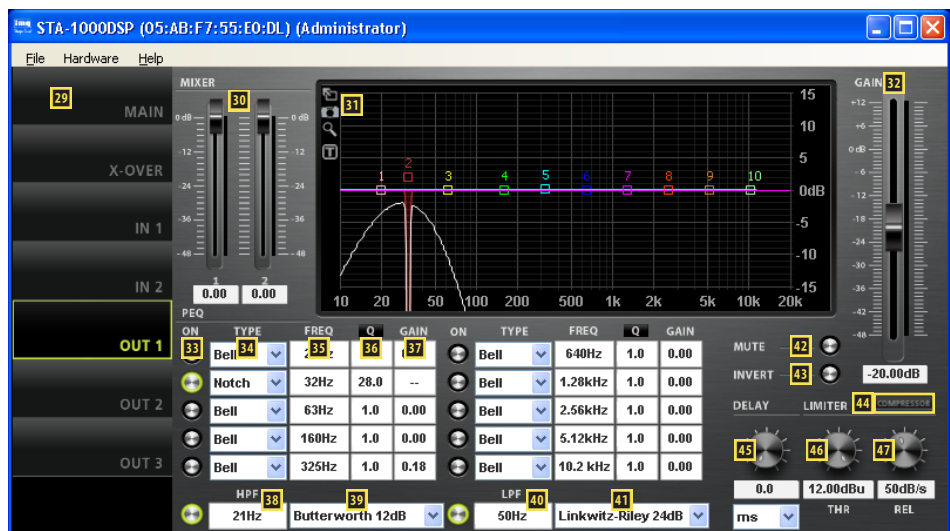 STA-1000DSP (05:AB:F7:55:E0:DL) (Administrator)
File Hardware Help
29 MAIN
X-OVER
IN 1
IN 2
OUT 1
OUT 2
OUT 3
MIXER
30
0 dB 0 dB
-12 -12
-24 -24
-36 -36
-48 -48
1 2
0.00 0.00
31
T
15
10
5
0dB
-5
-10
-15
1 2 3 4 5 6 7 8 9 10
10 20 50 100 200 500 1k 2k 5k 10k 20k
GAIN 32
+12
+6
0 dB
-6
-12
-18
-24
-30
-36
-42
-48
-20.00dB
PEQ
ON TYPE FREQ Q GAIN ON TYPE FREQ Q GAIN
33 34 35 36 37
Bell Bell 640Hz 1.0 0.00
Notch 32Hz 28.0 -- Bell 1.28kHz 1.0 0.00
Bell 63Hz 1.0 0.00 Bell 2.56kHz 1.0 0.00
Bell 160Hz 1.0 0.00 Bell 5.12kHz 1.0 0.00
Bell 325Hz 1.0 0.18 Bell 10.2 kHz 1.0 0.00
HPF 38 39 LPF 40 41
21Hz Butterworth 12dB 50Hz Linkwitz-Riley 24dB
MUTE 42
INVERT 43
DELAY LIMITER 44 COMPRESSOR
45 46 47
0.0 12.00dBu 50dB/s
ms THR REL